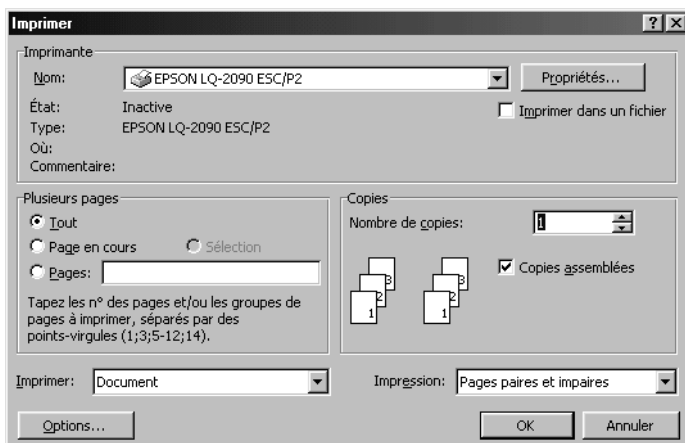 Imprimer
Imprimante
Nom: EPSON LQ-2090 ESC/P2 Propriétés...
État: Inactive Imprimer dans un fichier
Type: EPSON LQ-2090 ESC/P2
Où:
Commentaire:
Plusieurs pages
Tout
Page en cours Sélection
Pages:
Tapez les n° des pages et/ou les groupes de
pages à imprimer, séparés par des
points-virgules (1;3;5-12;14).
Copies
Nombre de copies: 1
3 3
2 2
1 1
Copies assemblées
Imprimer: Document Impression: Pages paires et impaires
Options... OK Annuler